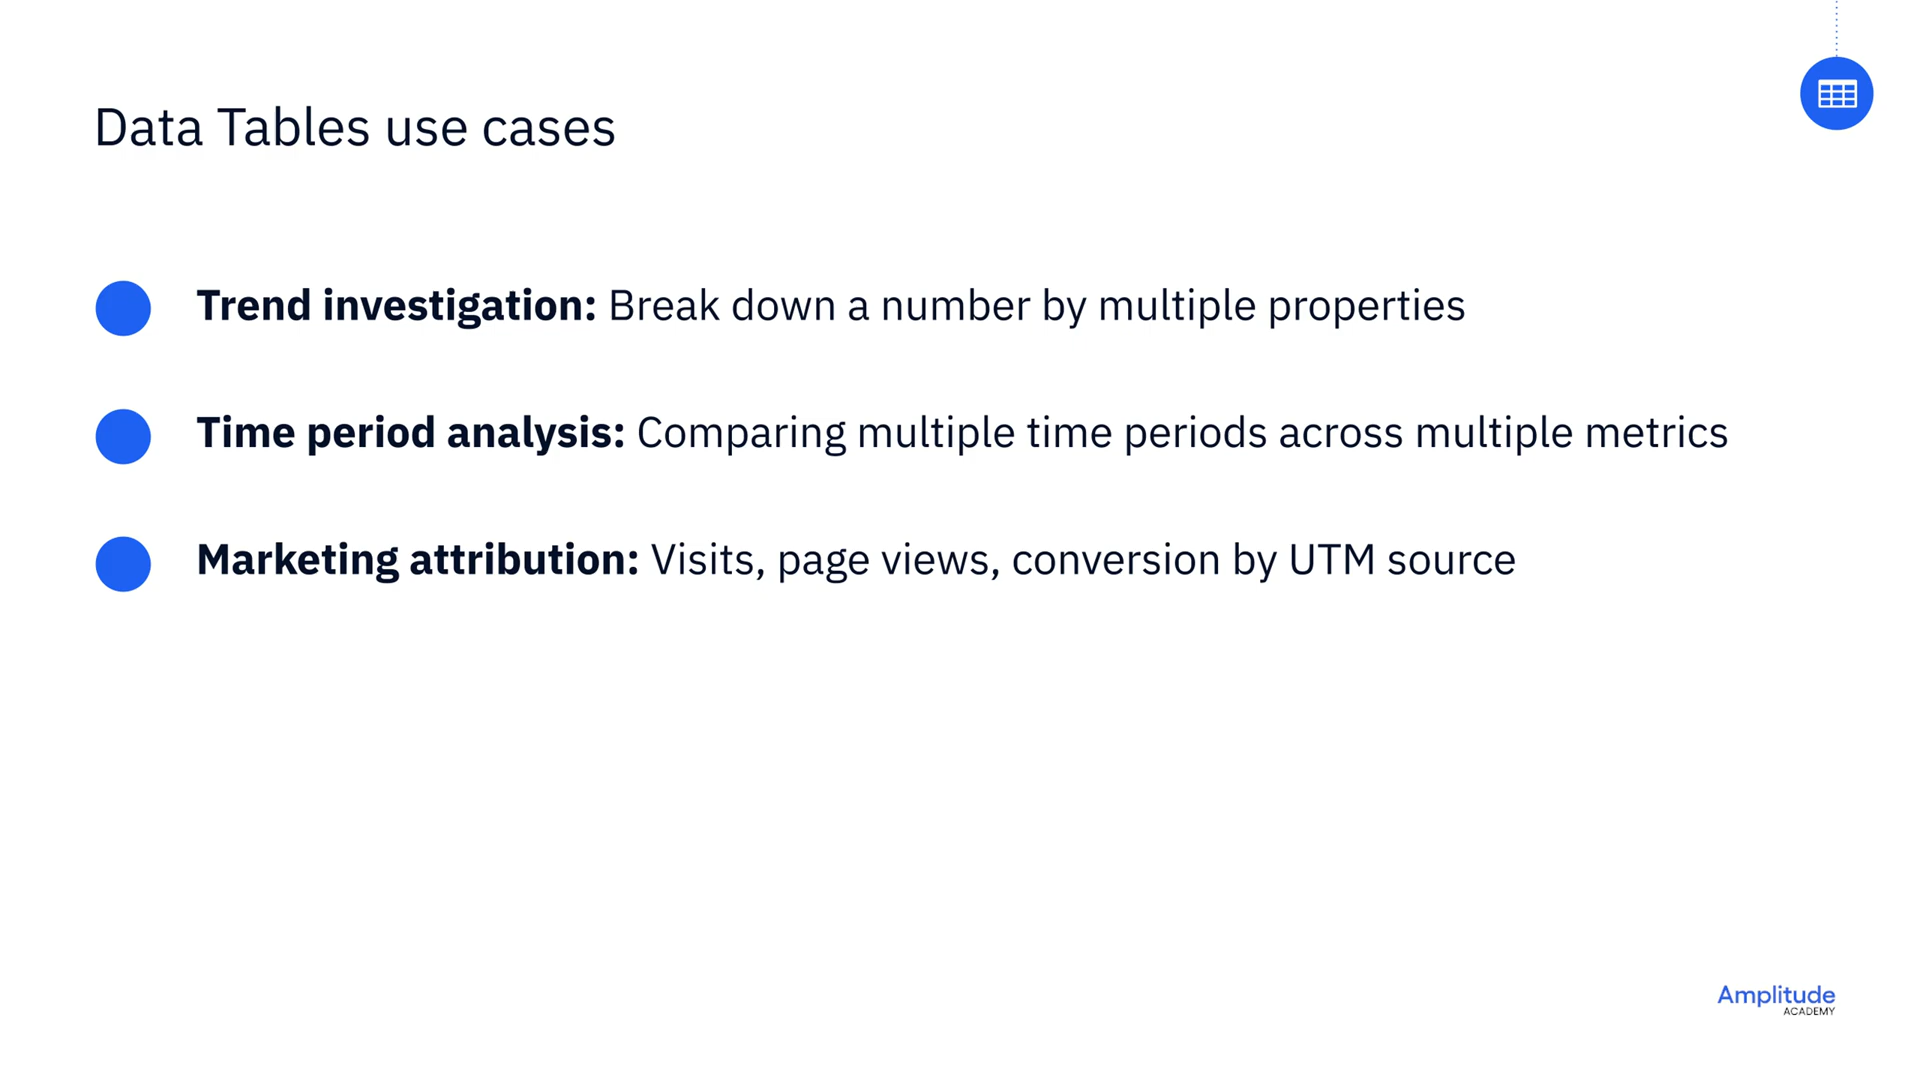 Data Tables use cases
Trend investigation: Break down a number by multiple properties
Time period analysis: Comparing multiple time periods across multiple metrics
Marketing attribution: Visits, page views, conversion by UTM source
Amplitude
ACADEMY